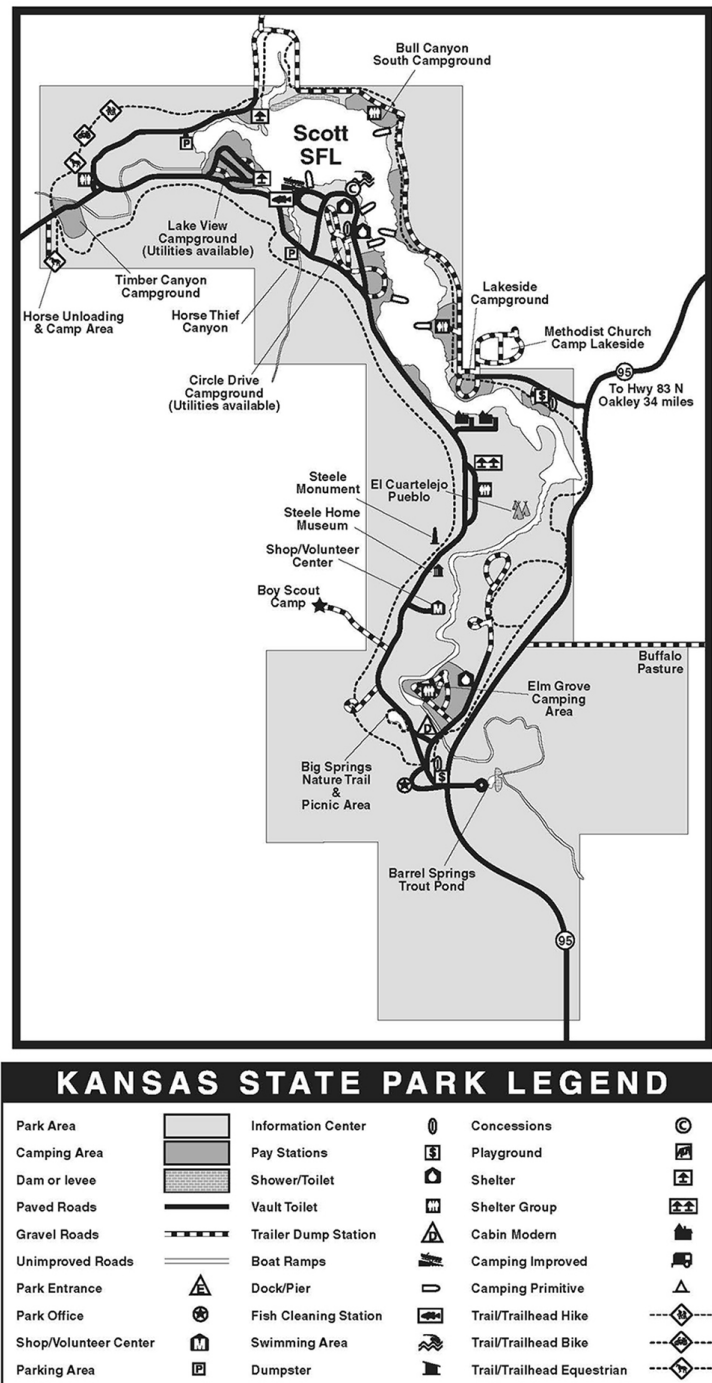 Bull Canyon
South Campground
Scott
SFL
P
C
Lake View
Campground
(Utilities available)
P
Timber Canyon
Campground
Horse Unloading
& Camp Area
Horse Thief
Canyon
Lakeside
Campground
Methodist Church
Camp Lakeside
95
To Hwy 83 N
Oakley 34 miles
Circle Drive
Campground
(Utilities available)
$
Steele
Monument
El Cuartelejo
Pueblo
Steele Home
Museum
Shop/Volunteer
Center
M
Boy Scout
Camp
Buffalo
Pasture
Elm Grove
Camping
Area
D
Big Springs
Nature Trail
&
Picnic Area
$
Barrel Springs
Trout Pond
95
KANSAS STATE PARK LEGEND
Park Area
Camping Area
Dam or levee
Paved Roads
Gravel Roads
Unimproved Roads
Park Entrance E
Park Office
Shop/Volunteer Center M
Parking Area P
Information Center
Pay Stations $
Shower/Toilet
Vault Toilet
Trailer Dump Station D
Boat Ramps
Dock/Pier
Fish Cleaning Station
Swimming Area
Dumpster
Concessions C
Playground
Shelter
Shelter Group
Cabin Modern
Camping Improved
Camping Primitive
Trail/Trailhead Hike
Trail/Trailhead Bike
Trail/Trailhead Equestrian